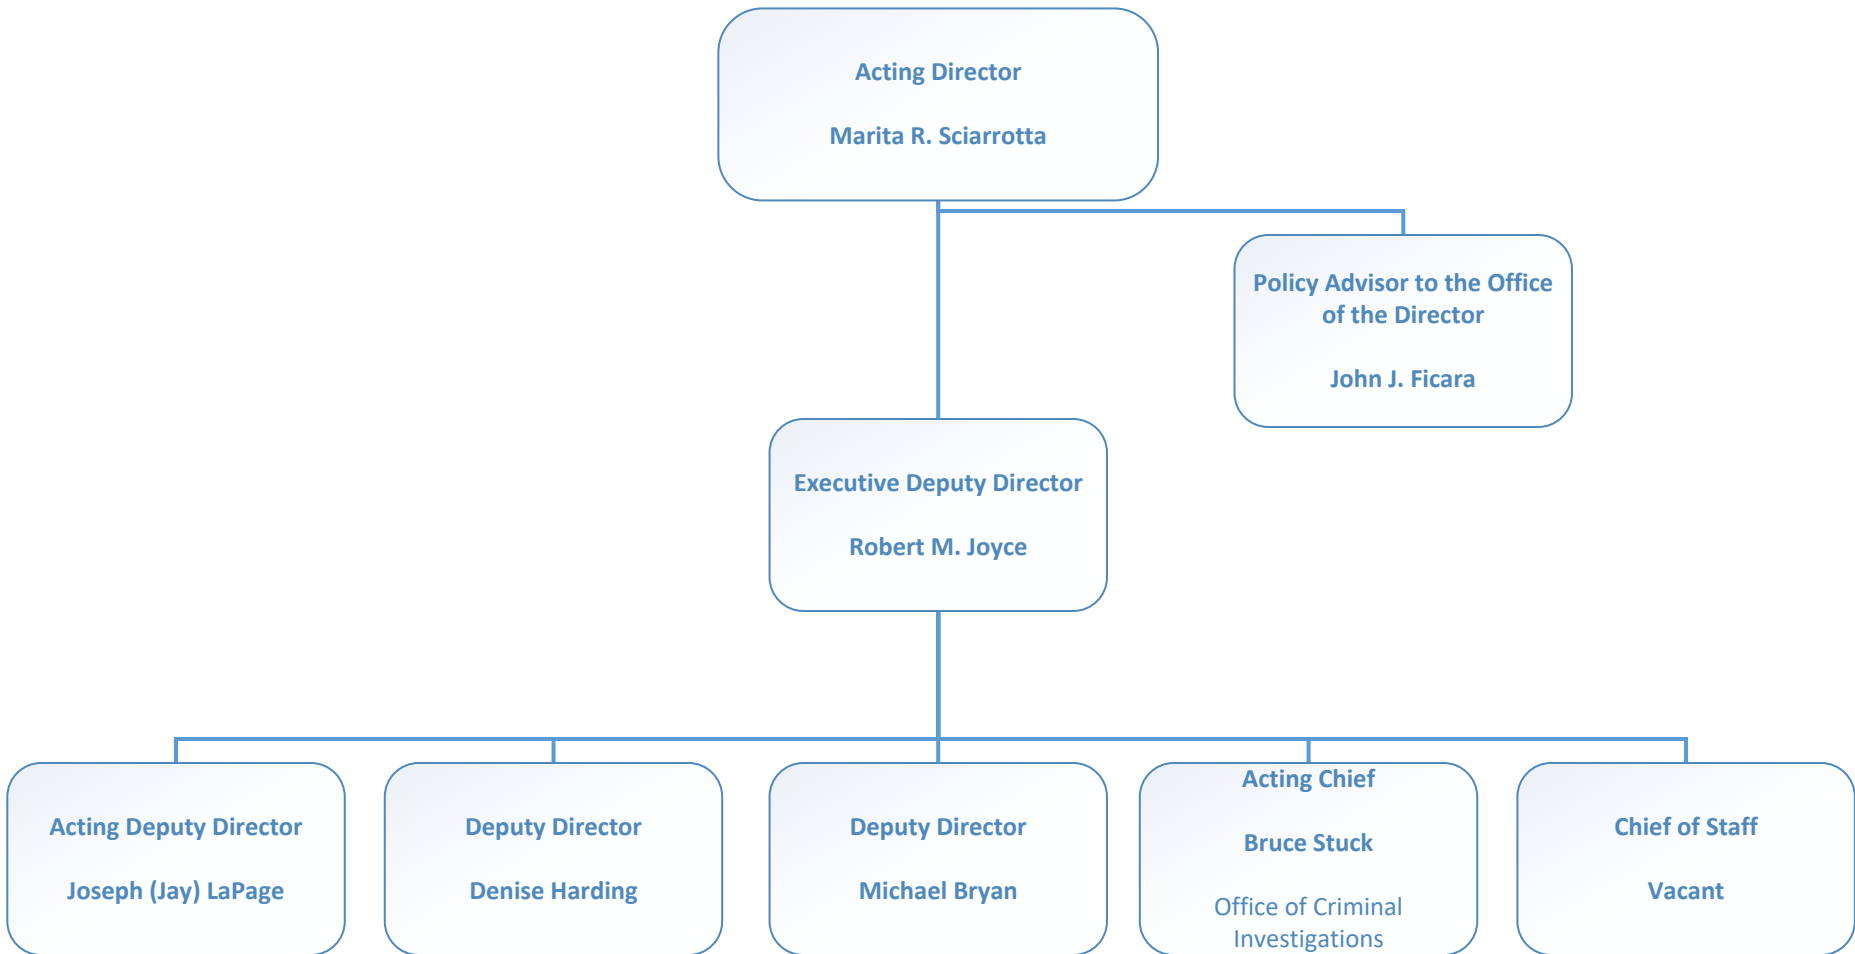 Acting Director
Marita R. Sciarrotta
Policy Advisor to the Office
of the Director
John J. Ficara
Executive Deputy Director
Robert M. Joyce
Acting Deputy Director
Joseph (Jay) LaPage
Deputy Director
Denise Harding
Deputy Director
Michael Bryan
Acting Chief
Bruce Stuck
Office of Criminal
Investigations
Chief of Staff
Vacant